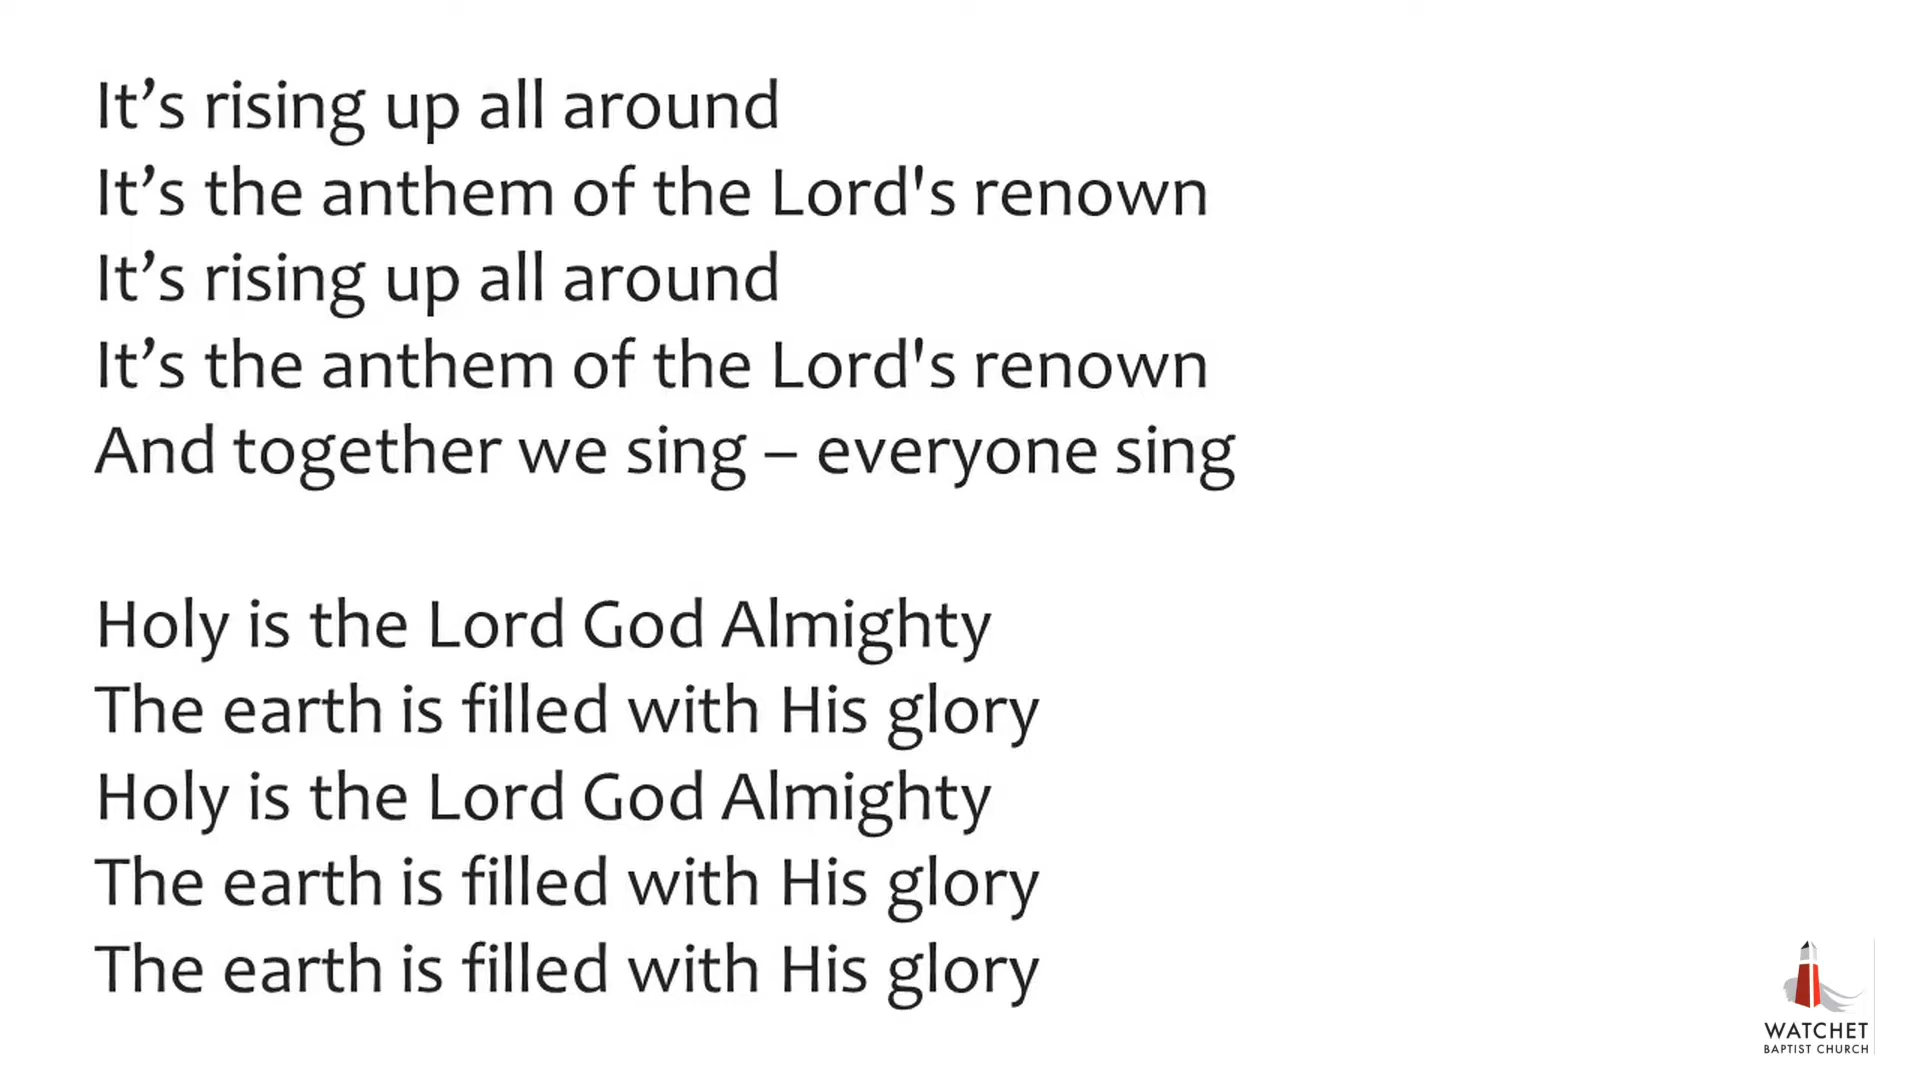 It’s rising up all around
It’s the anthem of the Lord's renown
It’s rising up all around
It’s the anthem of the Lord's renown
And together we sing – everyone sing
Holy is the Lord God Almighty
The earth is filled with His glory
Holy is the Lord God Almighty
The earth is filled with His glory
The earth is filled with His glory
WATCHET
BAPTIST CHURCH